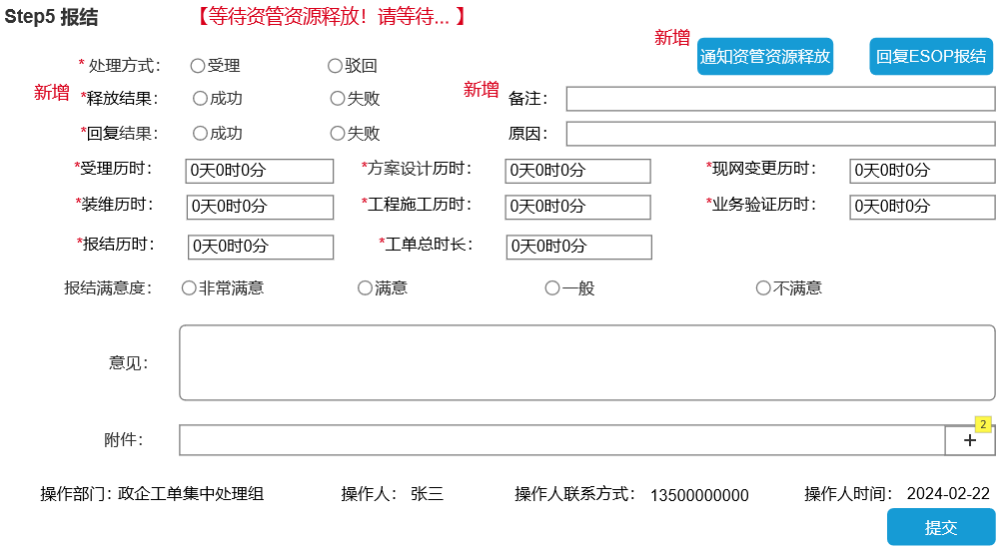 Step5 报结 【等待资管资源释放！请等待... 】
新增 通知资管资源释放 回复ESOP报结
* 处理方式： 受理 驳回
新增 *释放结果： 成功 失败 新增 备注：
*回复结果： 成功 失败 原因：
*受理历时： 0天0时0分 *方案设计历时： 0天0时0分 *现网变更历时： 0天0时0分
*装维历时： 0天0时0分 *工程施工历时： 0天0时0分 *业务验证历时： 0天0时0分
*报结历时： 0天0时0分 *工单总时长： 0天0时0分
报结满意度： 非常满意 满意 一般 不满意
意见：
附件： + 2
操作部门：政企工单集中处理组 操作人： 张三 操作人联系方式： 13500000000 操作人时间： 2024-02-22
提交